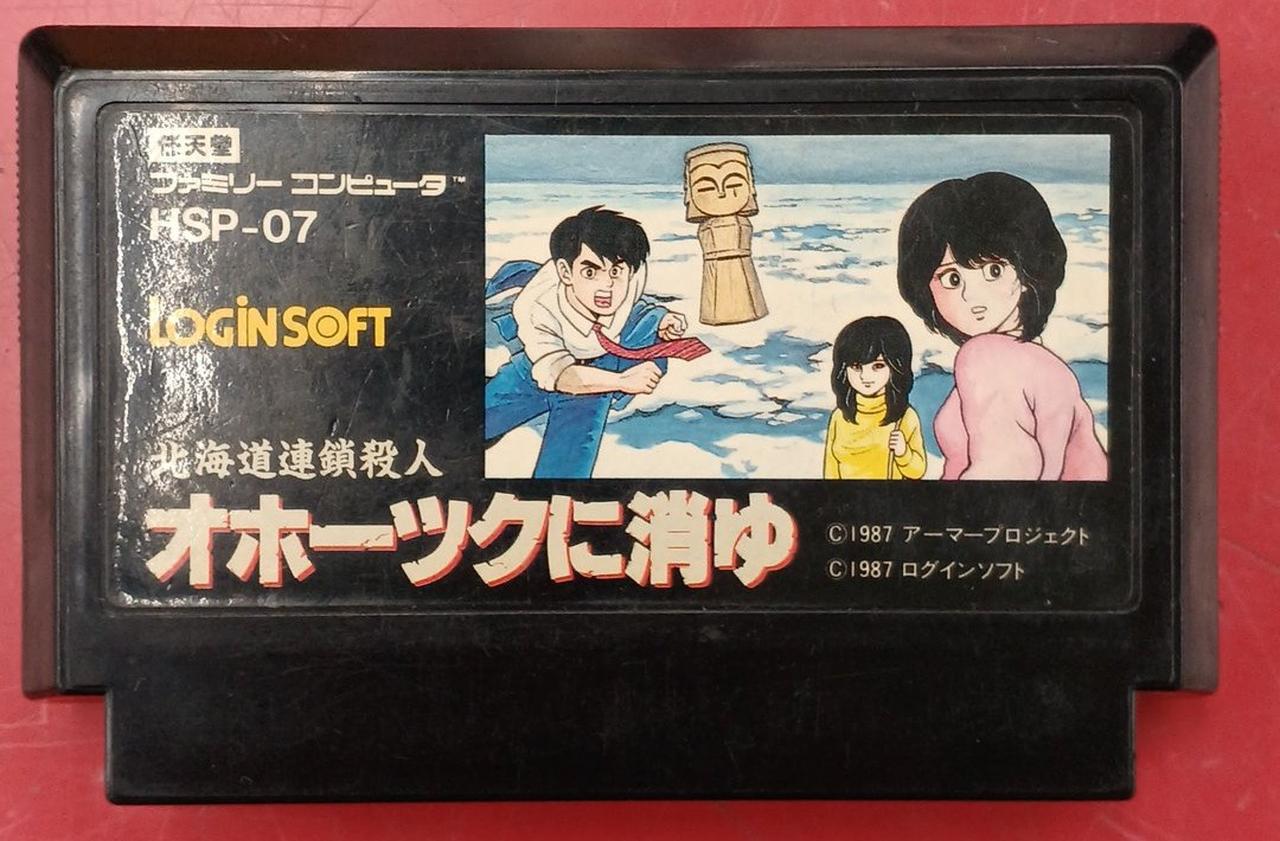 任天堂
ファミリー コンピュータ™
HSP-07
LOGiN SOFT
北海道連鎖殺人
オホーツクに消ゆ
©1987 アーマープロジェクト
©1987 ログインソフト